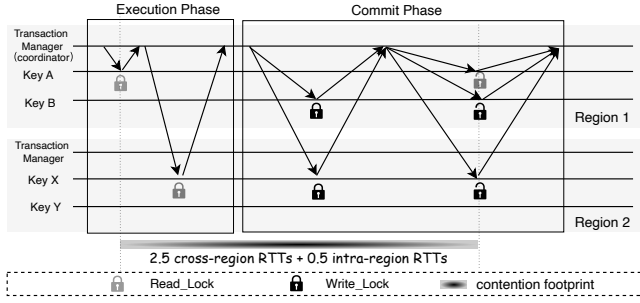 Execution Phase
Commit Phase
Transaction
Manager
(coordinator)
Key A
Key B
Region 1
Transaction
Manager
Key X
Key Y
Region 2
2.5 cross-region RTTs + 0.5 intra-region RTTs
Read_Lock
Write_Lock
contention footprint